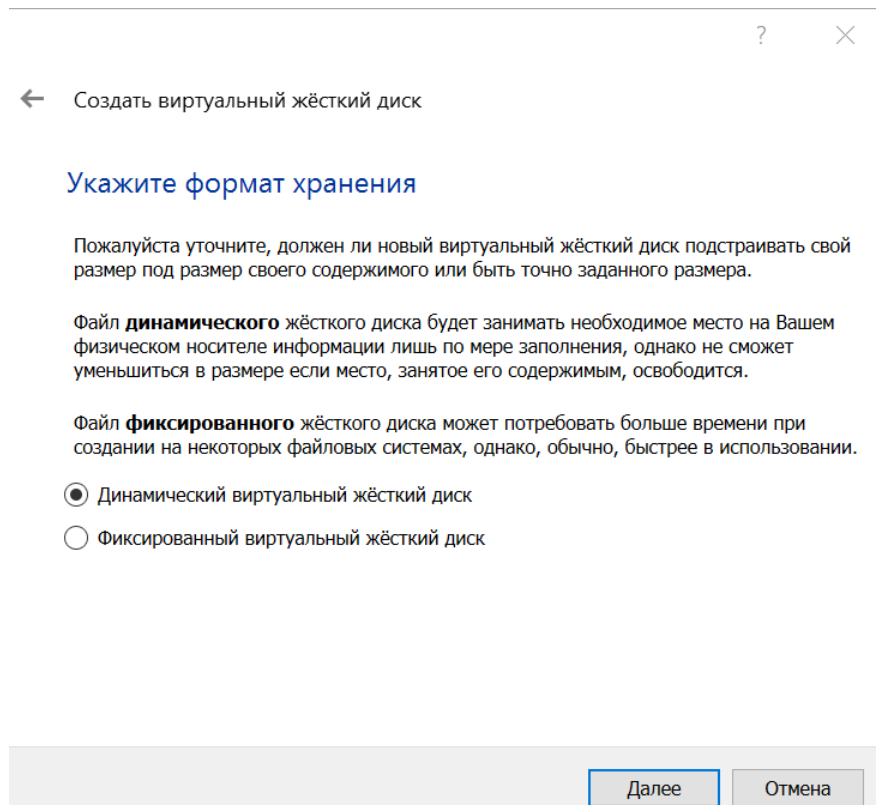 ?
Создать виртуальный жёсткий диск
Укажите формат хранения
Пожалуйста уточните, должен ли новый виртуальный жёсткий диск подстраивать свой
размер под размер своего содержимого или быть точно заданного размера.
Файл динамического жёсткого диска будет занимать необходимое место на Вашем
физическом носителе информации лишь по мере заполнения, однако не сможет
уменьшиться в размере если место, занятое его содержимым, освободится.
Файл фиксированного жёсткого диска может потребовать больше времени при
создании на некоторых файловых системах, однако, обычно, быстрее в использовании.
Динамический виртуальный жёсткий диск
Фиксированный виртуальный жёсткий диск
Далее Отмена